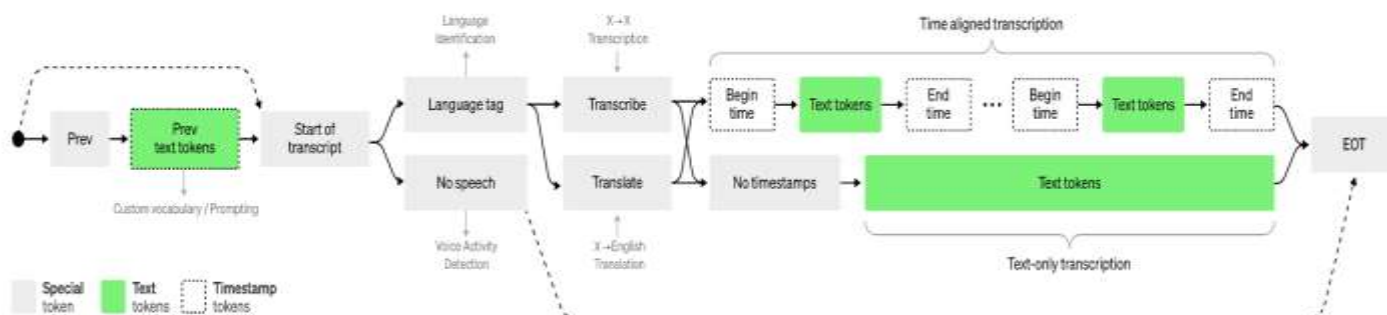 Language
Identification
X→X
Transcription
Time aligned transcription
Prev
Prev
text tokens
Start of
transcript
Language tag
Transcribe
Begin
time
Text tokens
End
time
...
Begin
time
Text tokens
End
time
EOT
No speech
Translate
No timestamps
Text tokens
Custom vocabulary / Prompting
Voice Activity
Detection
X→English
Translation
Text-only transcription
Special
token
Text
tokens
Timestamp
tokens